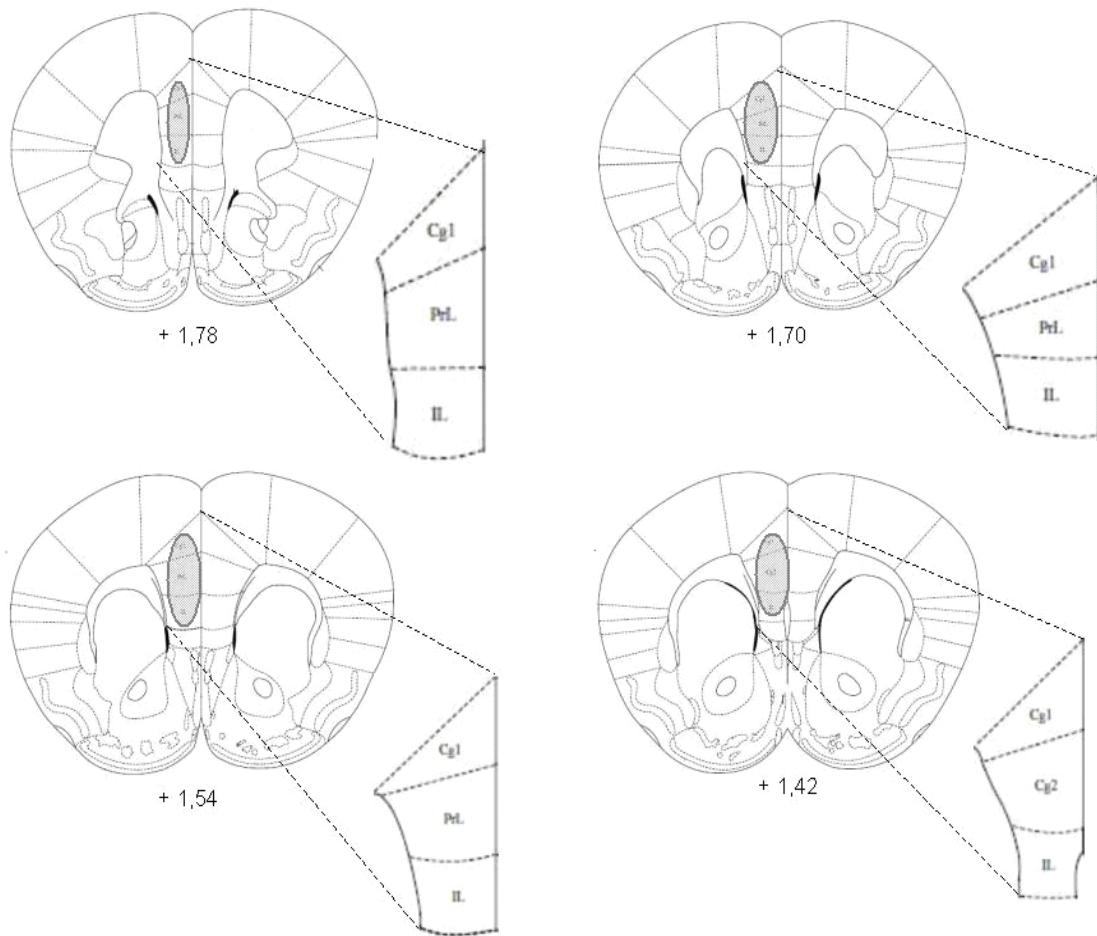 Cg1
PrL
IL
+ 1,78
Cg1
PrL
IL
+ 1,70
Cg1
PrL
IL
+ 1,54
Cg1
Cg2
IL
+ 1,42